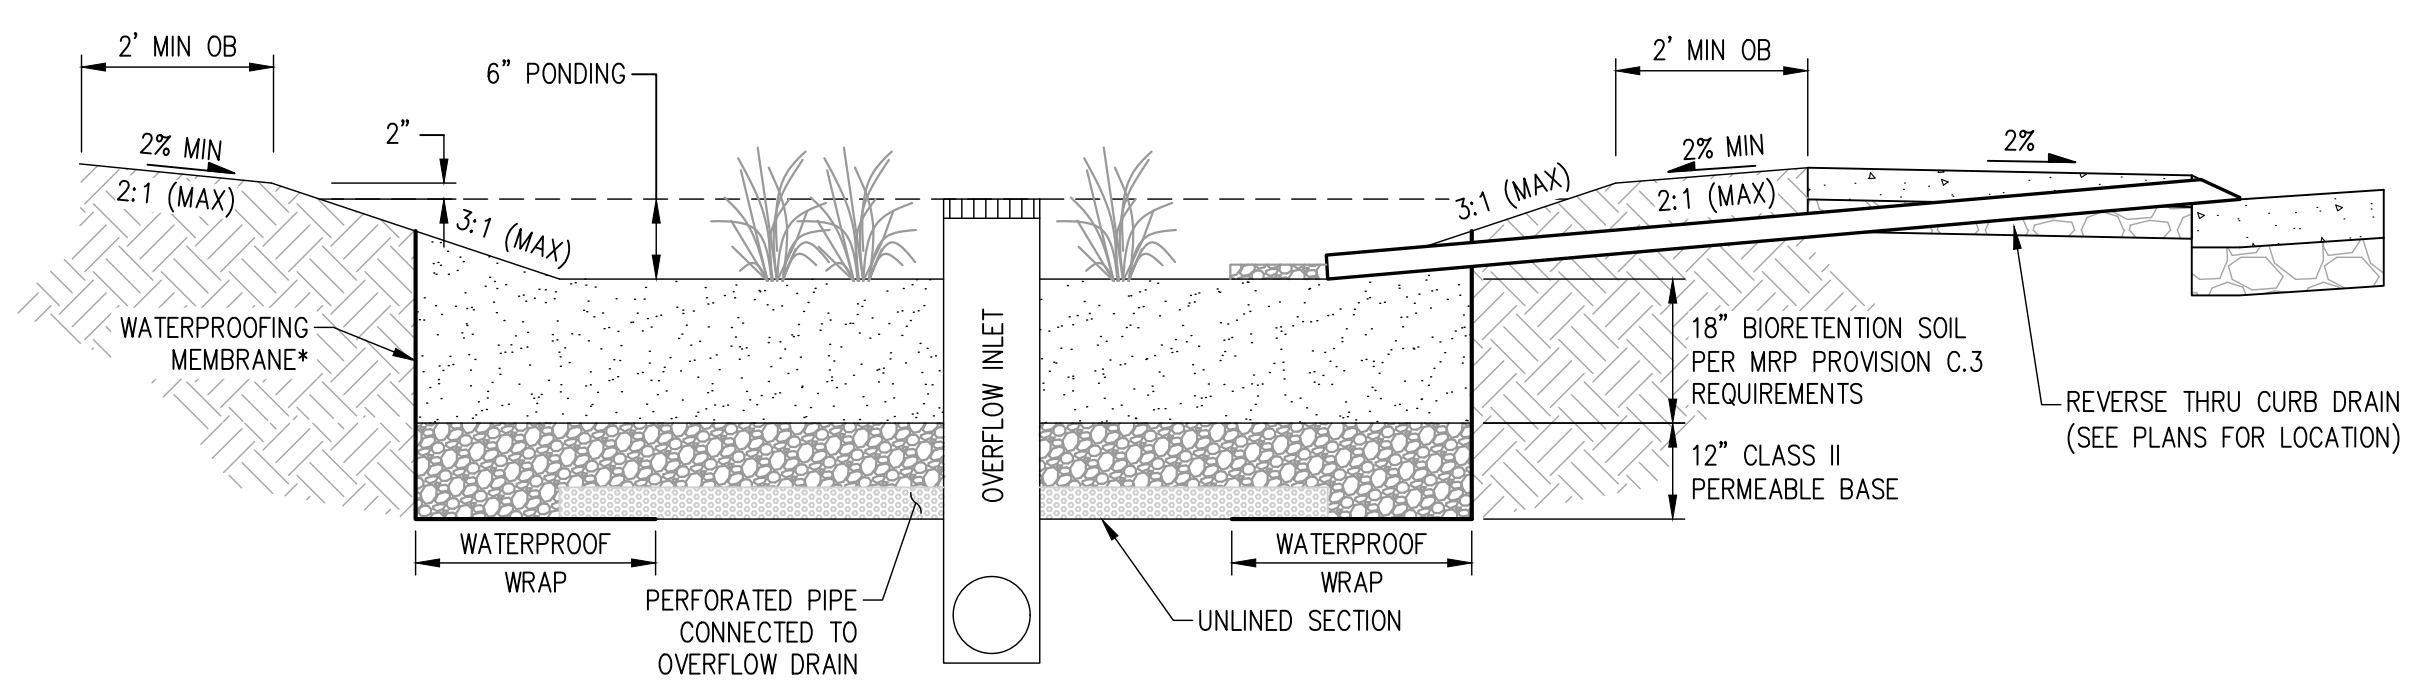 2’ MIN OB
6” PONDING
2’ MIN OB
2”
2% MIN
2:1 (MAX)
3:1 (MAX)
3:1 (MAX)
2% MIN
2:1 (MAX)
2%
WATERPROOFING
MEMBRANE*
OVERFLOW INLET
18” BIORETENTION SOIL
PER MRP PROVISION C.3
REQUIREMENTS
REVERSE THRU CURB DRAIN
(SEE PLANS FOR LOCATION)
12” CLASS II
PERMEABLE BASE
WATERPROOF
WRAP
WATERPROOF
WRAP
PERFORATED PIPE
CONNECTED TO
OVERFLOW DRAIN
UNLINED SECTION